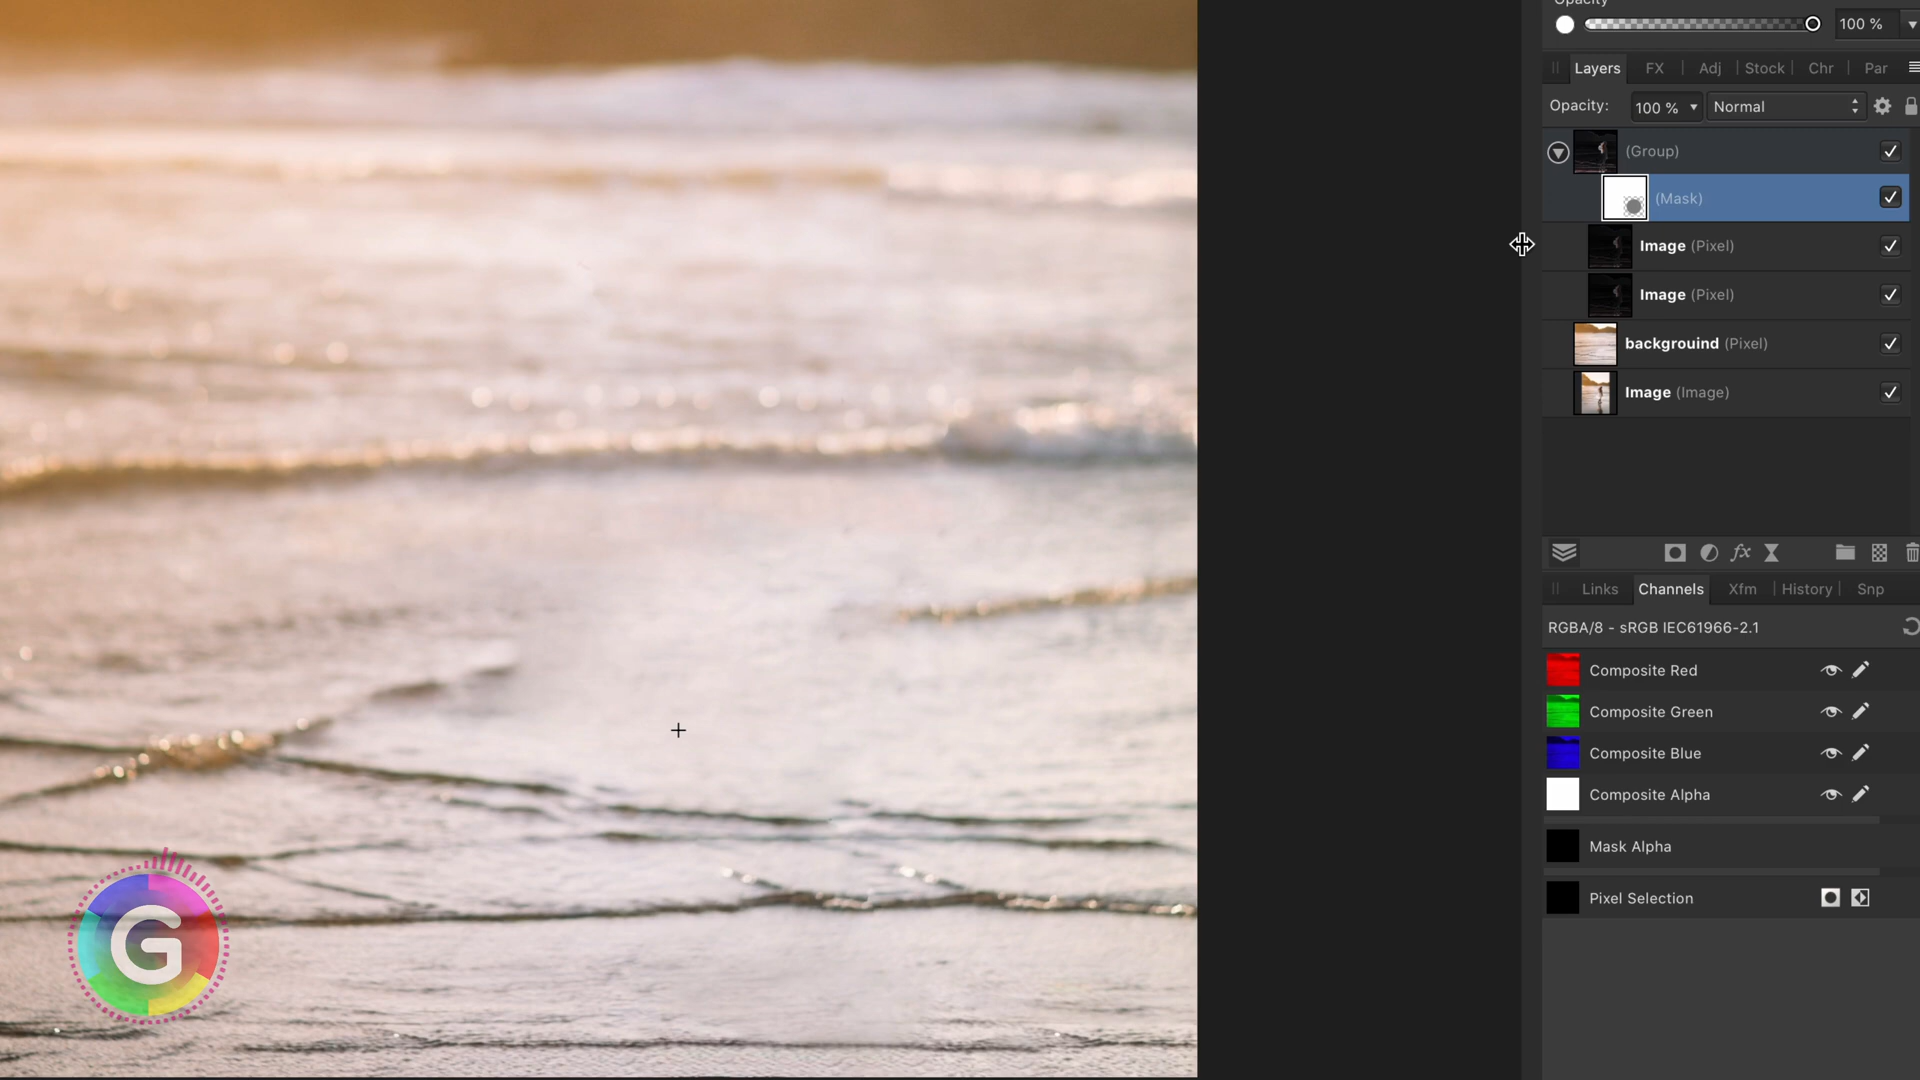 Opacity
100 %
Layers FX Adj Stock Chr Par
Opacity: 100 % Normal
(Group)
(Mask)
Image (Pixel)
Image (Pixel)
backgrouind (Pixel)
Image (Image)
fx
Links Channels Xfm History Snp
RGBA/8 - sRGB IEC61966-2.1
Composite Red
Composite Green
Composite Blue
Composite Alpha
Mask Alpha
Pixel Selection
G